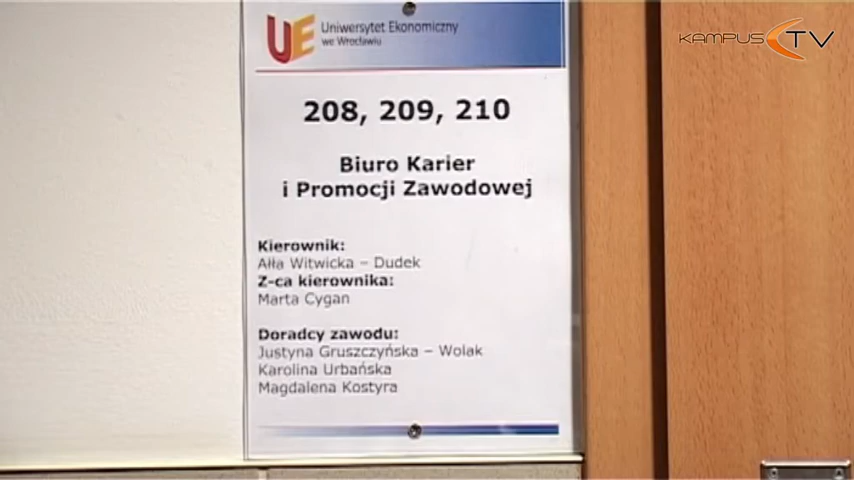 UE Uniwersytet Ekonomiczny
we Wrocławiu
KAMPUS TV
208, 209, 210
Biuro Karier
i Promocji Zawodowej
Kierownik:
Ałła Witwicka – Dudek
Z-ca kierownika:
Marta Cygan
Doradcy zawodu:
Justyna Gruszczyńska – Wolak
Karolina Urbańska
Magdalena Kostyra